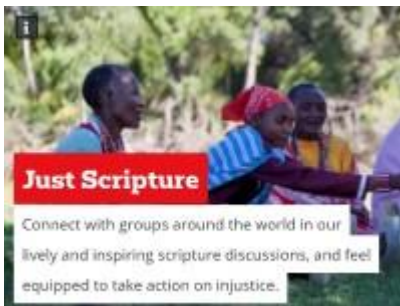 i
Just Scripture
Connect with groups around the world in our
lively and inspiring scripture discussions, and feel
equipped to take action on injustice.